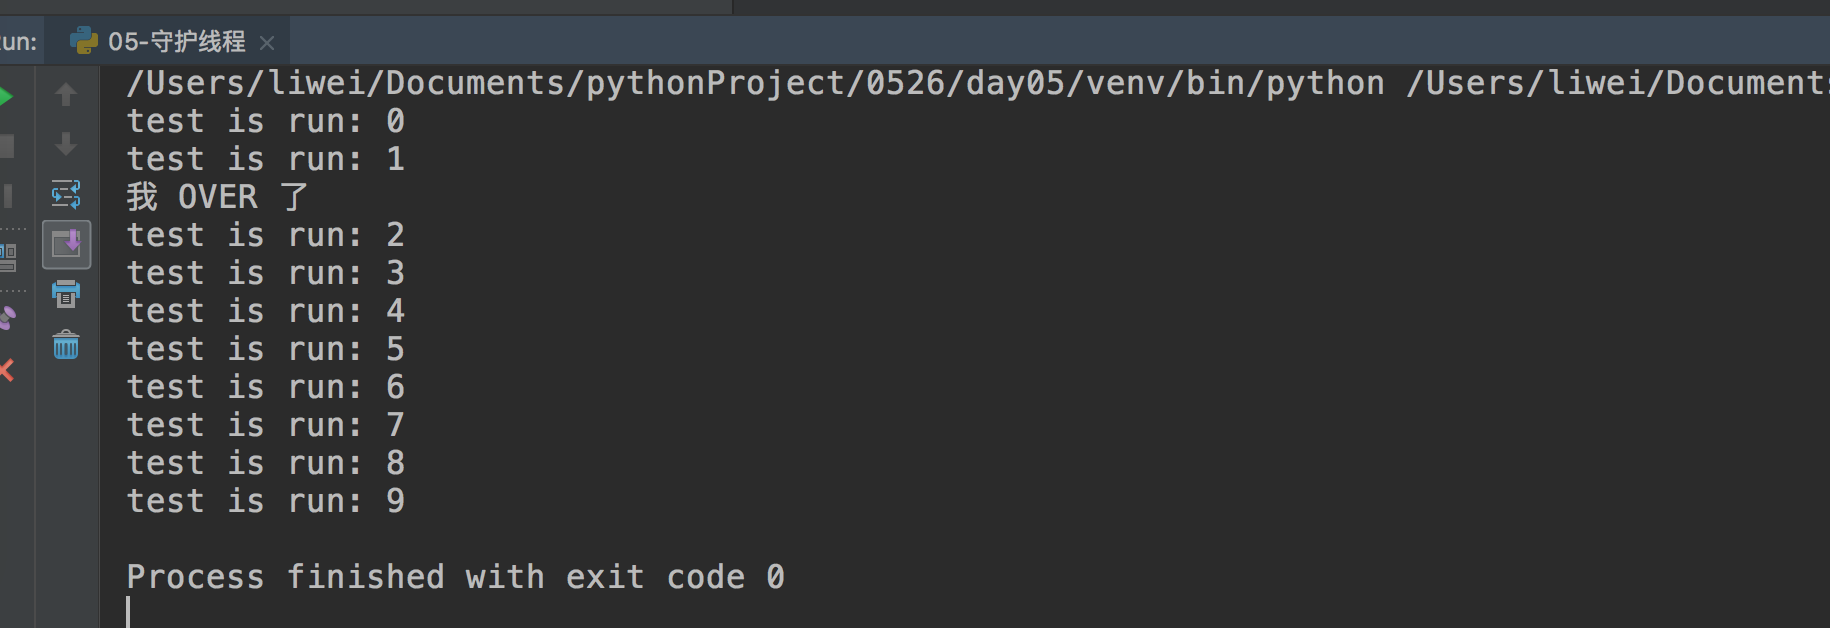 un:
05-守护线程
/Users/liwei/Documents/pythonProject/0526/day05/venv/bin/python /Users/liwei/Documents
test is run: 0
test is run: 1
我 OVER 了
test is run: 2
test is run: 3
test is run: 4
test is run: 5
test is run: 6
test is run: 7
test is run: 8
test is run: 9
Process finished with exit code 0